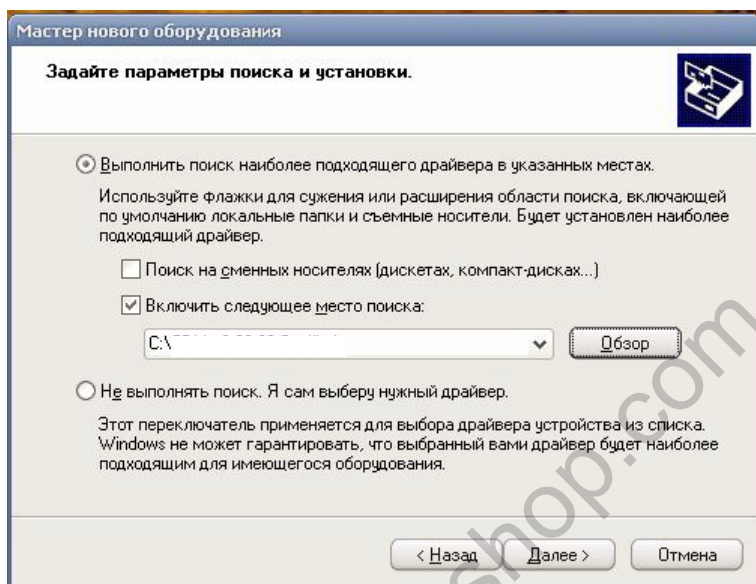 Мастер нового оборудования
Задайте параметры поиска и установки.
Выполнить поиск наиболее подходящего драйвера в указанных местах.
Используйте флажки для сужения или расширения области поиска, включающей
по умолчанию локальные папки и съемные носители. Будет установлен наиболее
подходящий драйвер.
Поиск на сменных носителях (дискетах, компакт-дисках...)
Включить следующее место поиска:
C:\
Обзор
Не выполнять поиск. Я сам выберу нужный драйвер.
Этот переключатель применяется для выбора драйвера устройства из списка.
Windows не может гарантировать, что выбранный вами драйвер будет наиболее
подходящим для имеющегося оборудования.
< Назад Далее > Отмена
shop.com